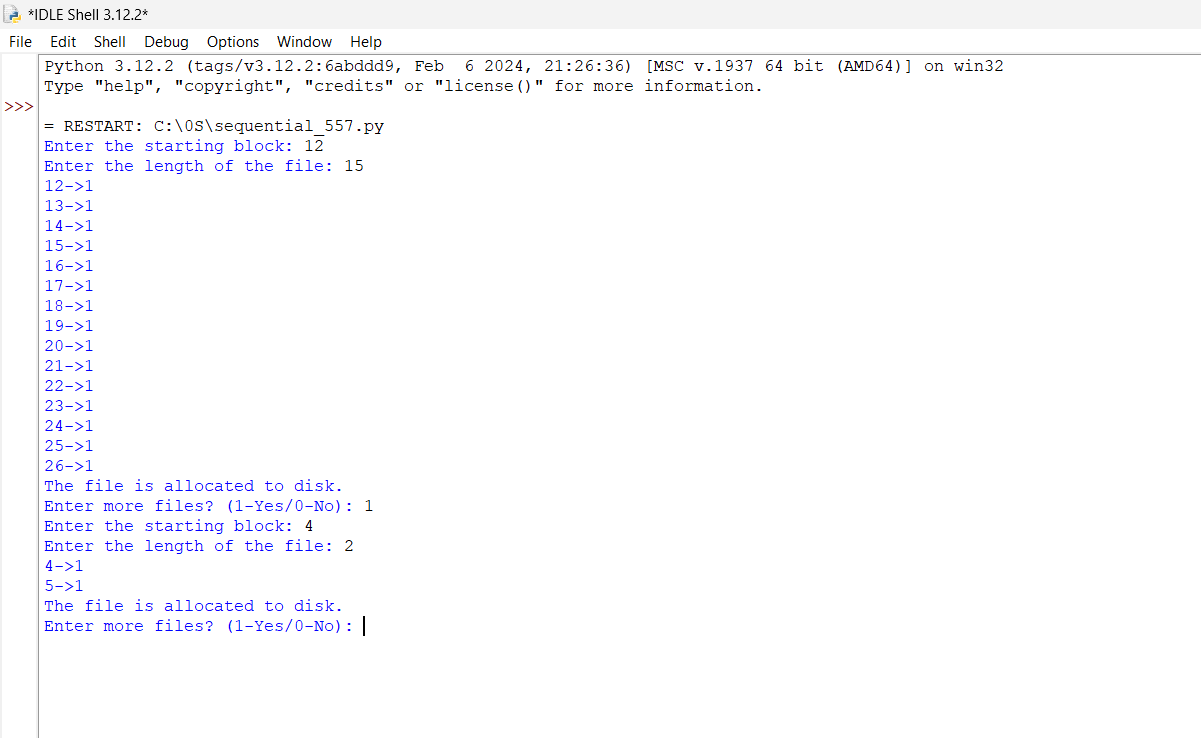 *IDLE Shell 3.12.2*
File Edit Shell Debug Options Window Help
Python 3.12.2 (tags/v3.12.2:6abddd9, Feb  6 2024, 21:26:36) [MSC v.1937 64 bit (AMD64)] on win32
Type "help", "copyright", "credits" or "license()" for more information.
>>>
= RESTART: C:\0S\sequential_557.py
Enter the starting block: 12
Enter the length of the file: 15
12->1
13->1
14->1
15->1
16->1
17->1
18->1
19->1
20->1
21->1
22->1
23->1
24->1
25->1
26->1
The file is allocated to disk.
Enter more files? (1-Yes/0-No): 1
Enter the starting block: 4
Enter the length of the file: 2
4->1
5->1
The file is allocated to disk.
Enter more files? (1-Yes/0-No):